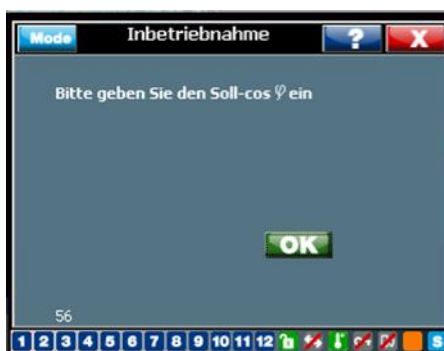 Mode Inbetriebnahme ? X
Bitte geben Sie den Soll-cos φ ein
OK
56
1 2 3 4 5 6 7 8 9 10 11 12 S